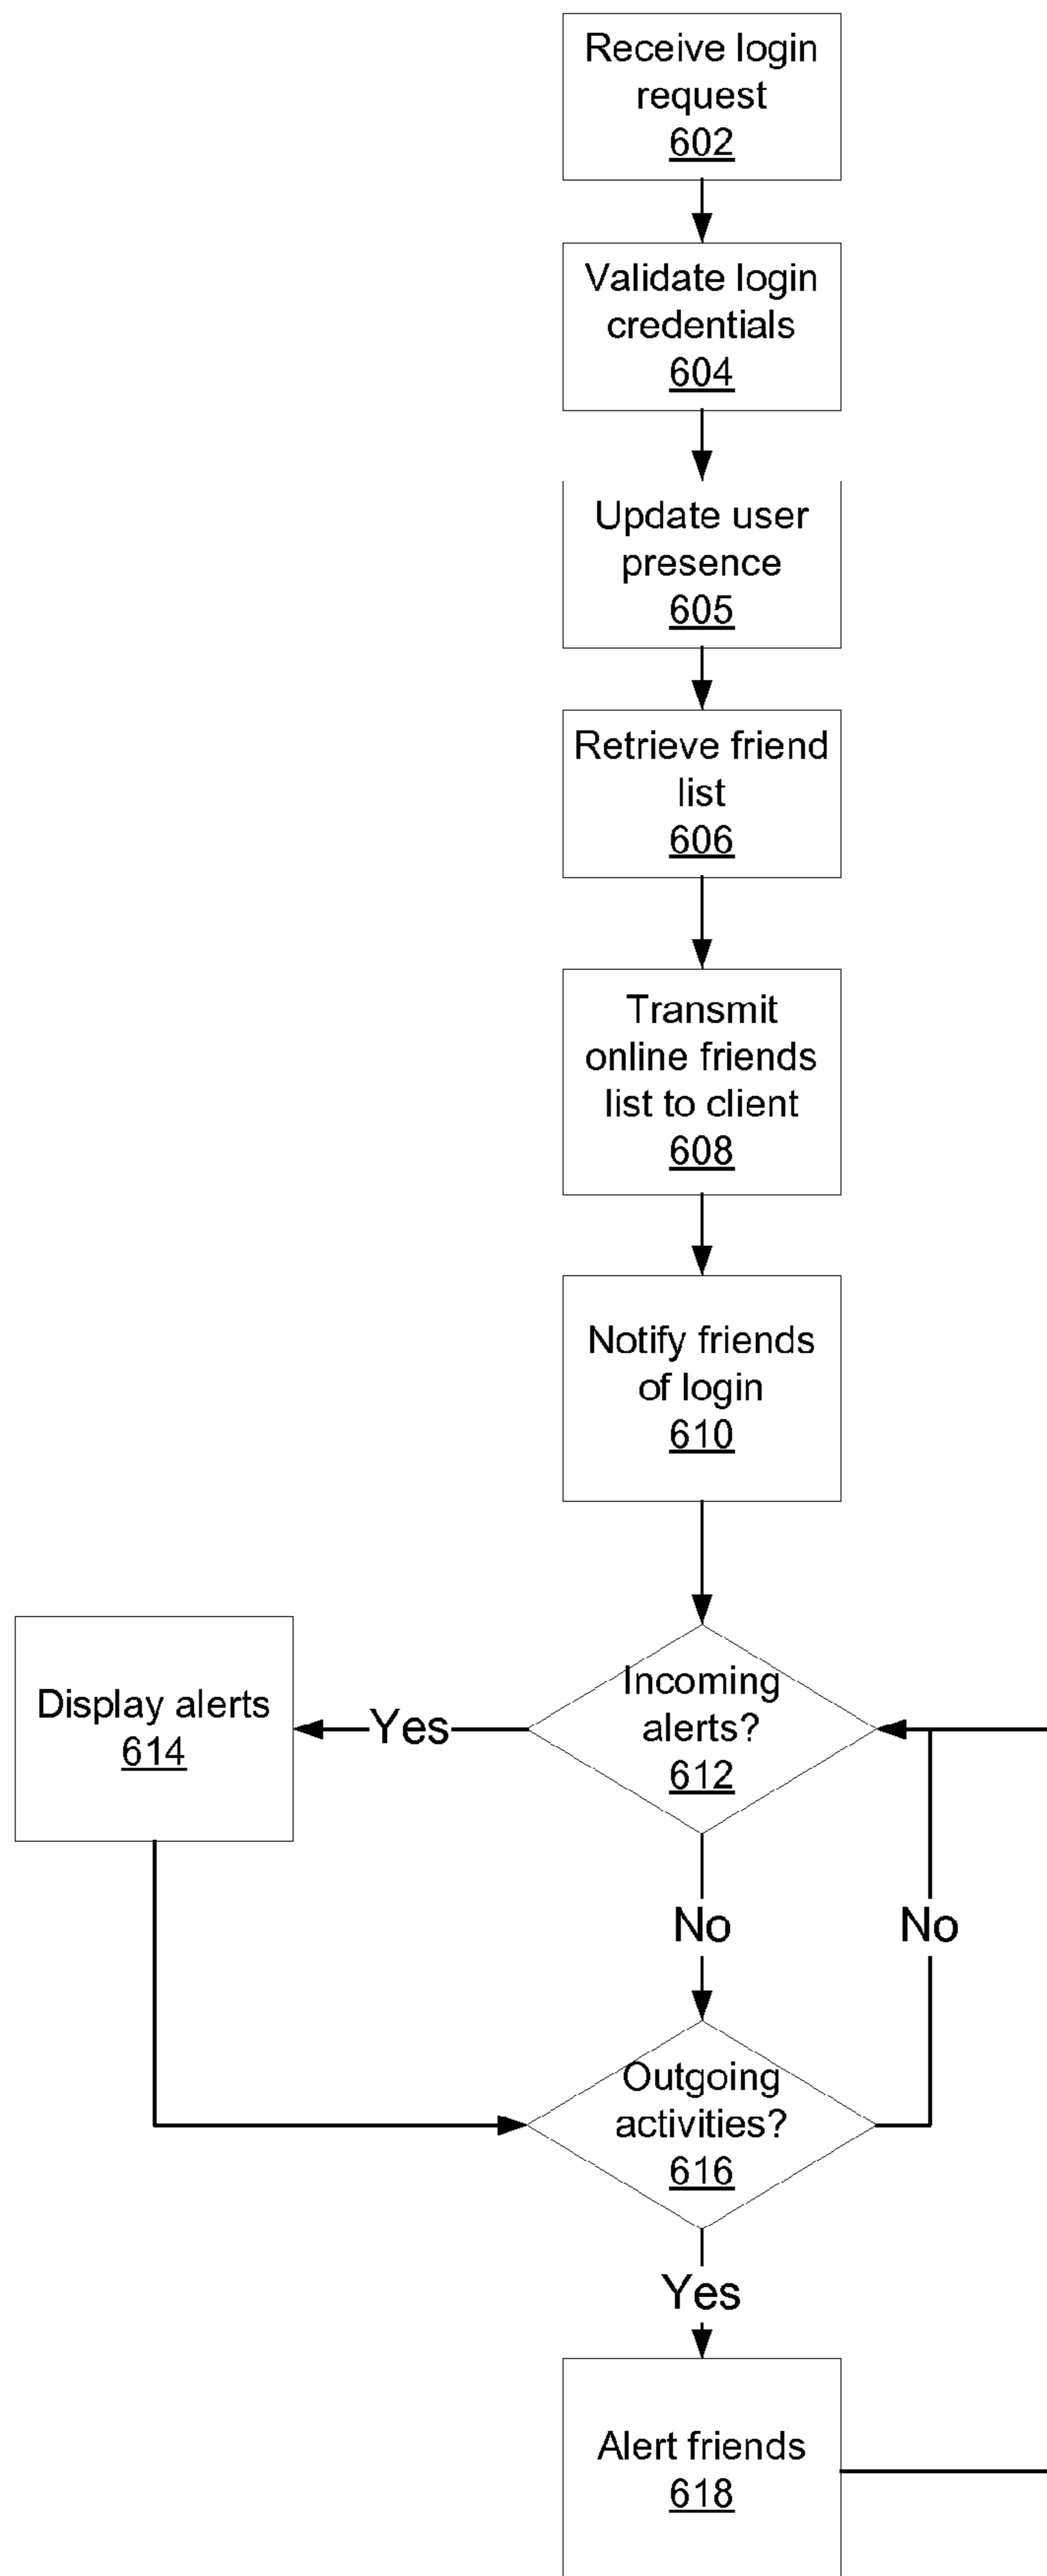 Receive login
request
602
Validate login
credentials
604
Update user
presence
605
Retrieve friend
list
606
Transmit
online friends
list to client
608
Notify friends
of login
610
Incoming
alerts?
612
Yes
Display alerts
614
No
No
Outgoing
activities?
616
Yes
Alert friends
618